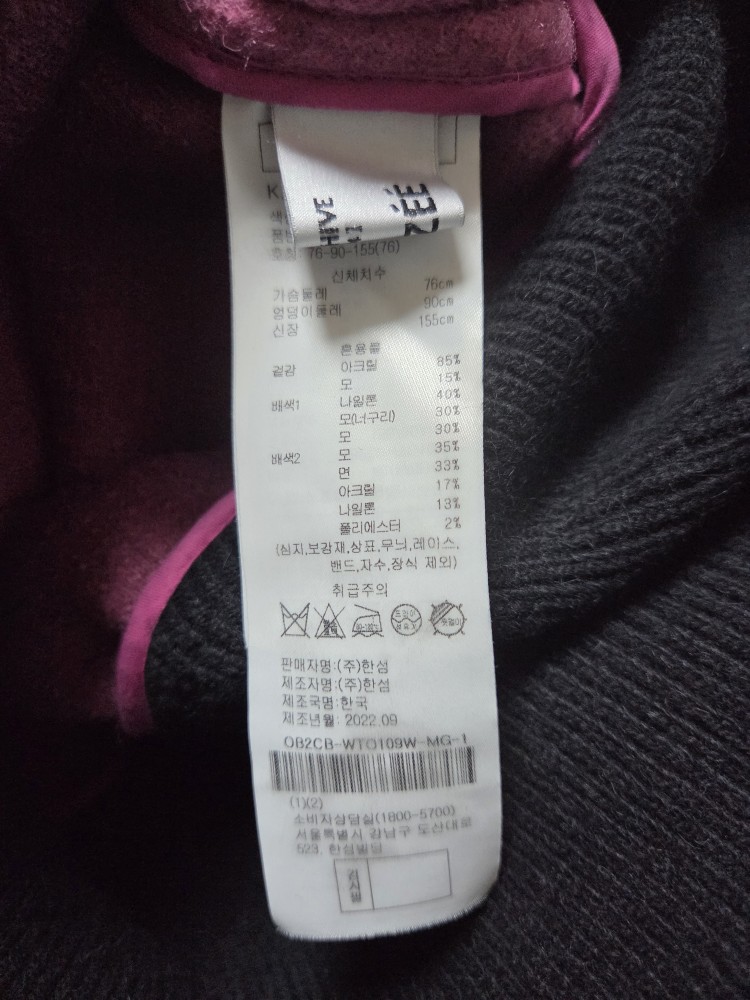 ZÉE
K
호칭 76-90-155(76)
신체치수
가슴둘레 76cm
엉덩이둘레 90cm
신장 155cm
혼용률
겉감 아크릴 85%
모 15%
배색1 나일론 40%
모(너구리) 30%
모 30%
배색2 모 35%
면 33%
아크릴 17%
나일론 13%
폴리에스터 2%
(심지,보강재,상표,무늬,레이스,
밴드,자수,장식 제외)
취급주의
판매자명:(주)한섬
제조자명:(주)한섬
제조국명:한국
제조년월: 2022.09
OB2CB-WTO109W-MG-1
(1)(2)
소비자상담실(1800-5700)
서울특별시 강남구 도산대로
523, 한섬빌딩
검사필